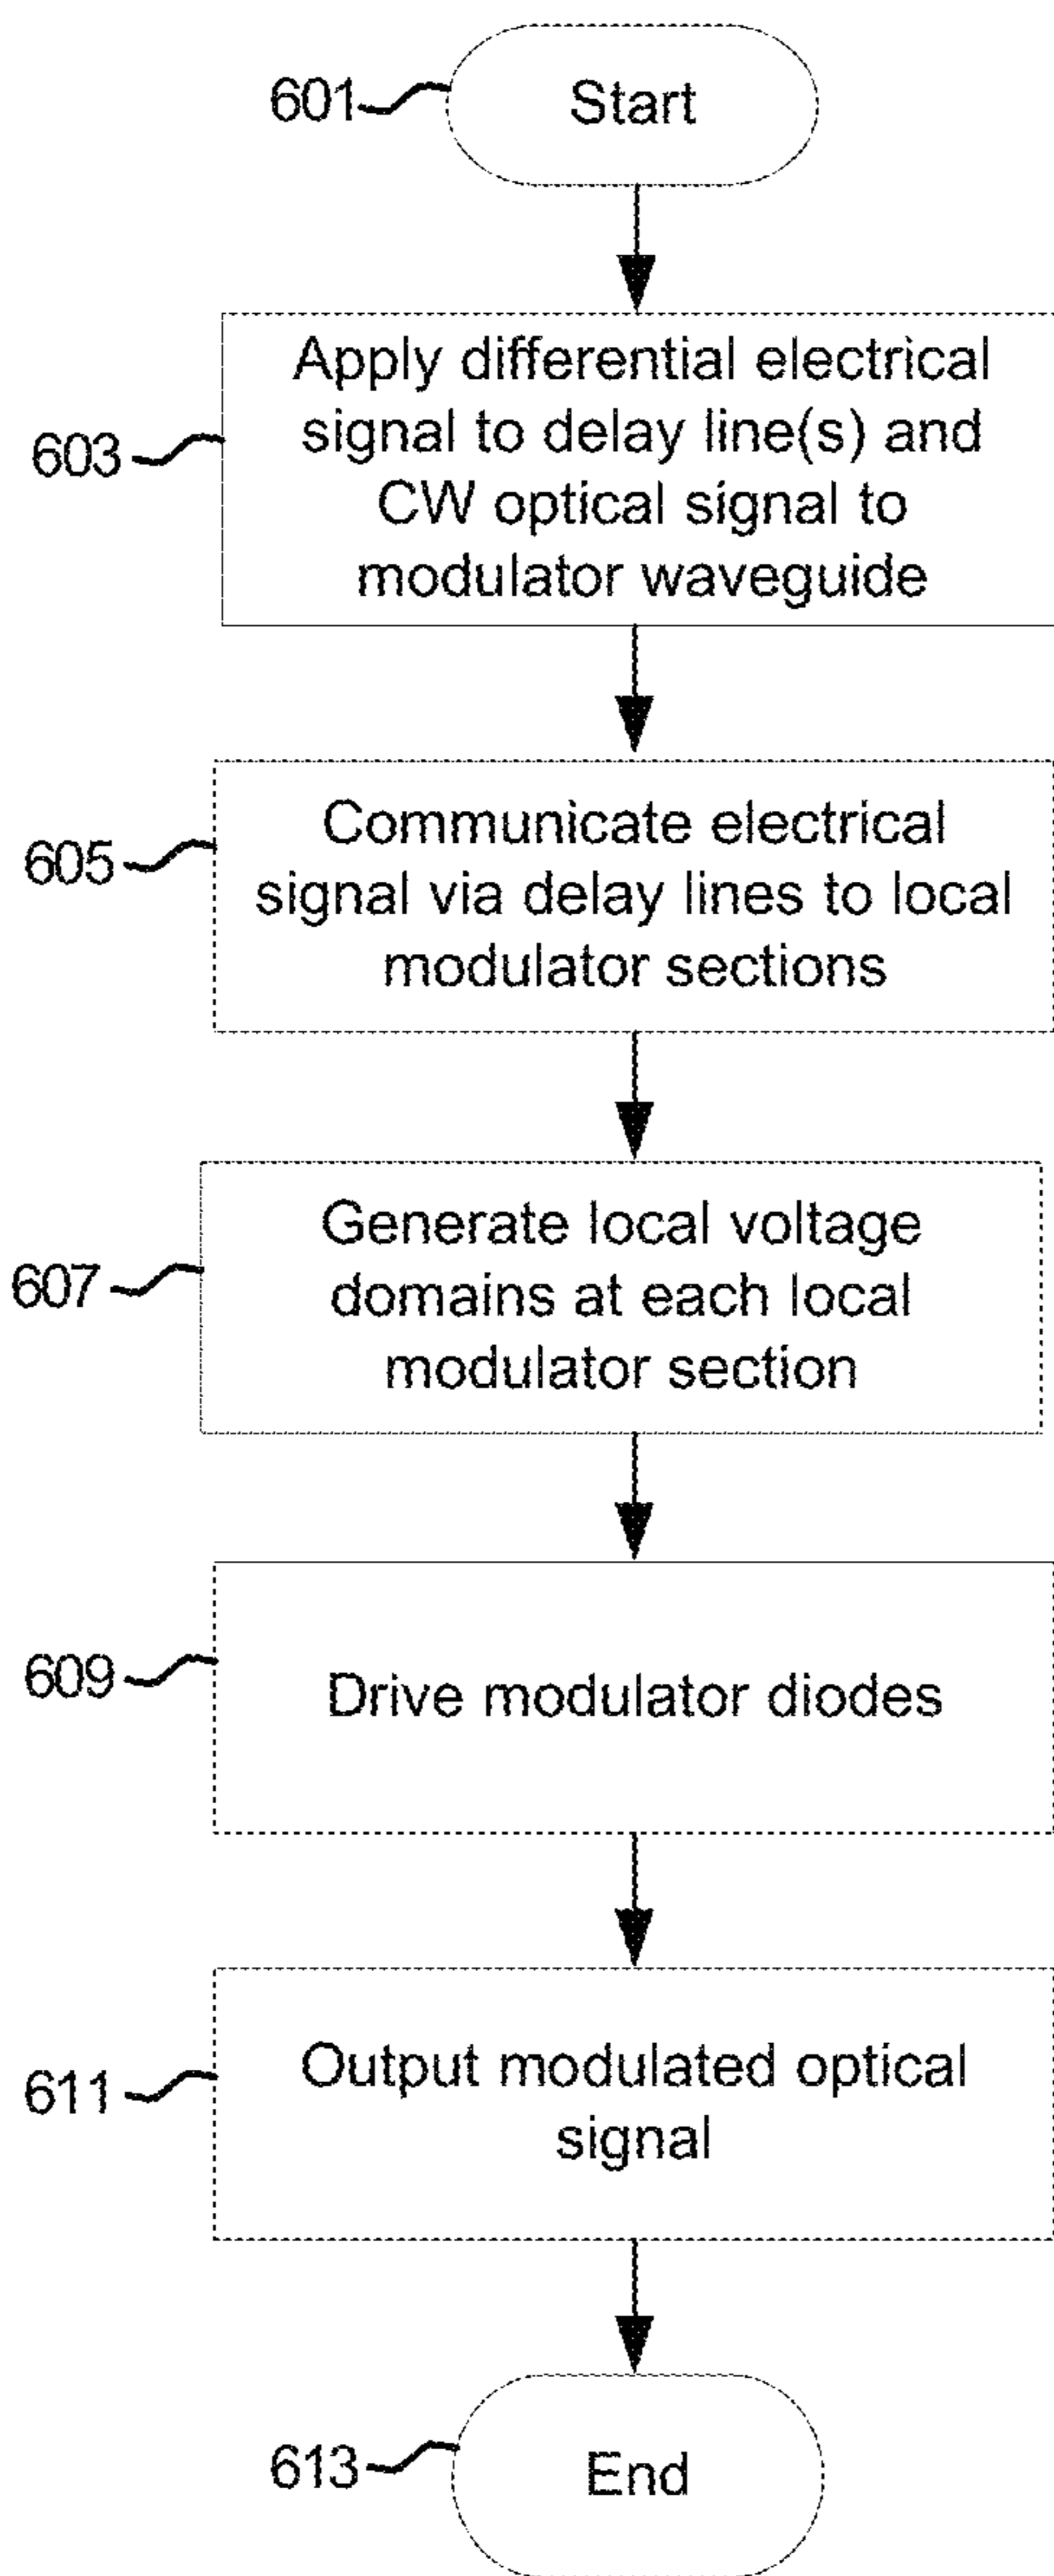 601
Start
603
Apply differential electrical
signal to delay line(s) and
CW optical signal to
modulator waveguide
605
Communicate electrical
signal via delay lines to local
modulator sections
607
Generate local voltage
domains at each local
modulator section
609
Drive modulator diodes
611
Output modulated optical
signal
613
End